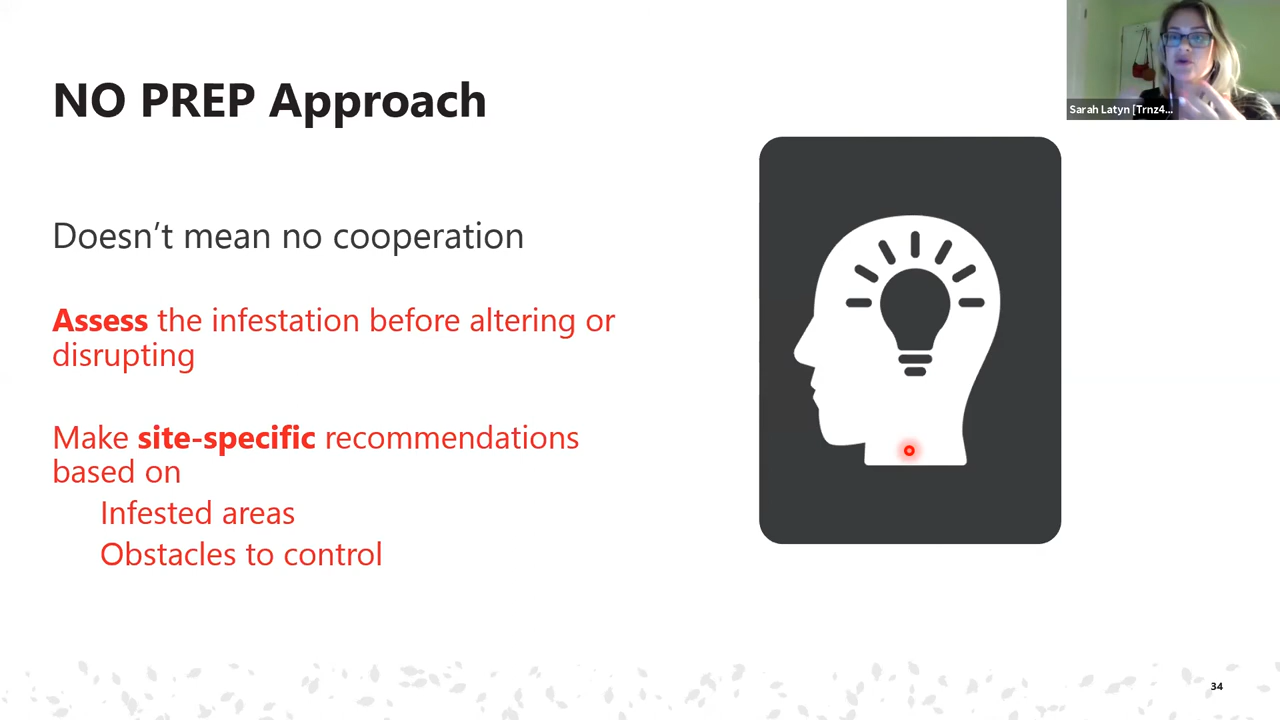 Sarah Latyn [Trnz4...
NO PREP Approach
Doesn't mean no cooperation
Assess the infestation before altering or
disrupting
Make site-specific recommendations
based on
Infested areas
Obstacles to control
34